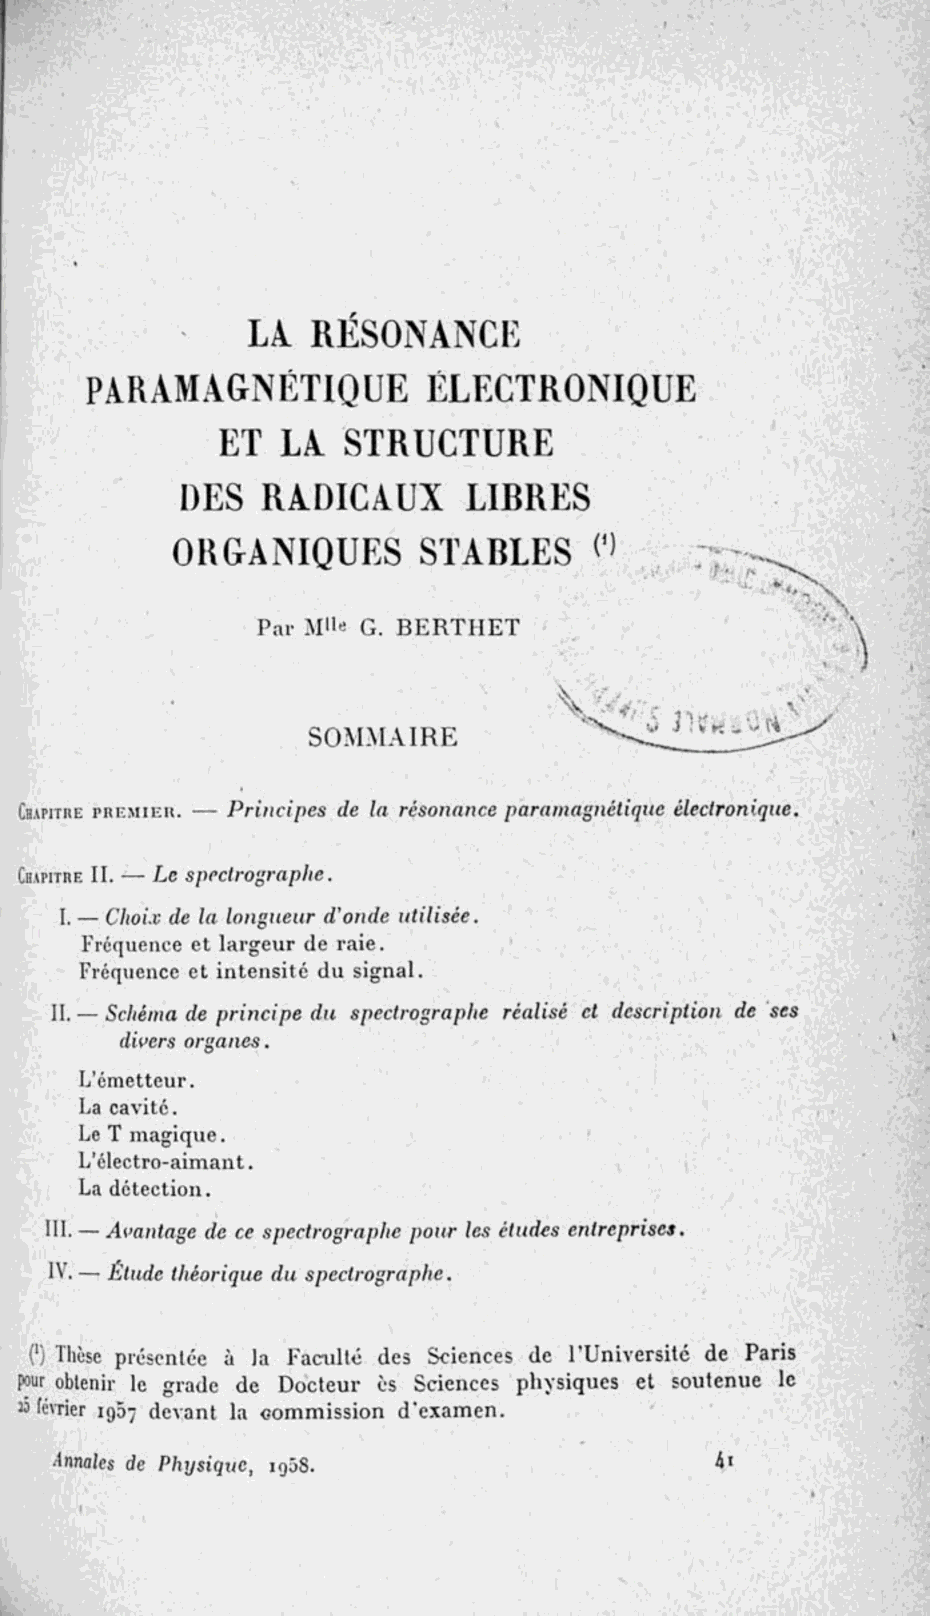 LA RÉSONANCE
PARAMAGNÉTIQUE ÉLECTRONIQUE
ET LA STRUCTURE
DES RADICAUX LIBRES
ORGANIQUES STABLES (¹)
Par Mlle G. BERTHET
SOMMAIRE
CHAPITRE PREMIER. — Principes de la résonance paramagnétique électronique.
CHAPITRE II. — Le spectrographe.
I. — Choix de la longueur d'onde utilisée.
Fréquence et largeur de raie.
Fréquence et intensité du signal.
II. — Schéma de principe du spectrographe réalisé et description de ses
divers organes.
L'émetteur.
La cavité.
Le T magique.
L'électro-aimant.
La détection.
III. — Avantage de ce spectrographe pour les études entreprises.
IV. — Étude théorique du spectrographe.
(¹) Thèse présentée à la Faculté des Sciences de l'Université de Paris
pour obtenir le grade de Docteur ès Sciences physiques et soutenue le
25 février 1957 devant la commission d'examen.
Annales de Physique, 1958. 41
NORMALE